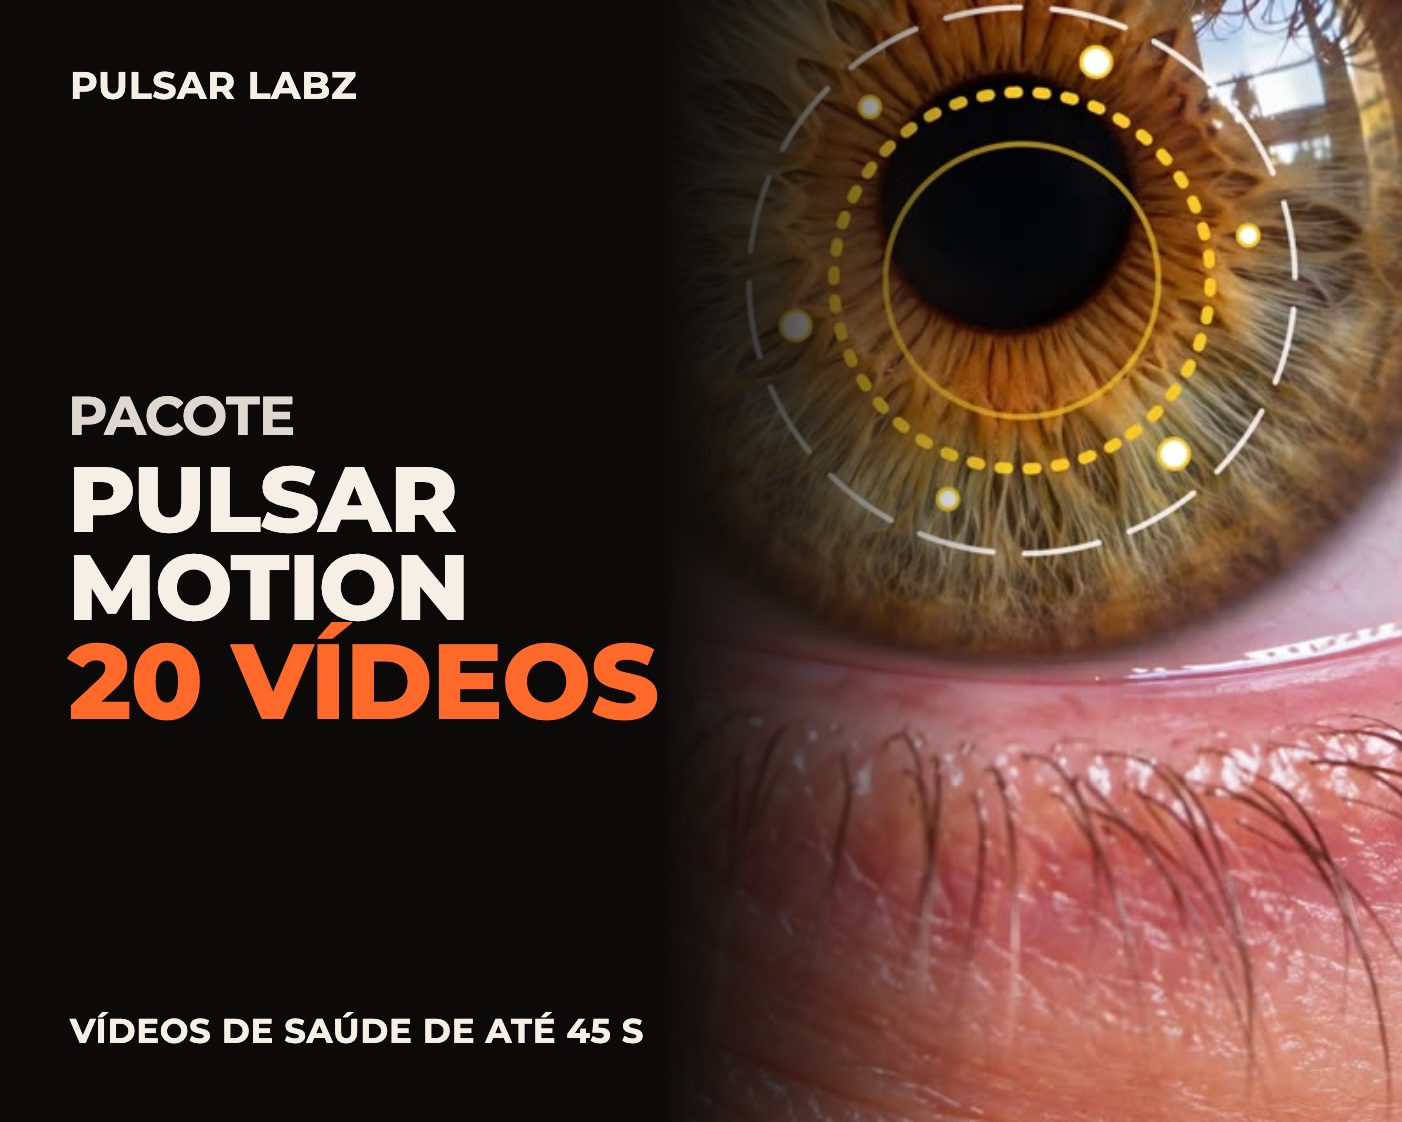 PULSAR LABZ
PACOTE
PULSAR
MOTION
20 VÍDEOS
VÍDEOS DE SAÚDE DE ATÉ 45 S